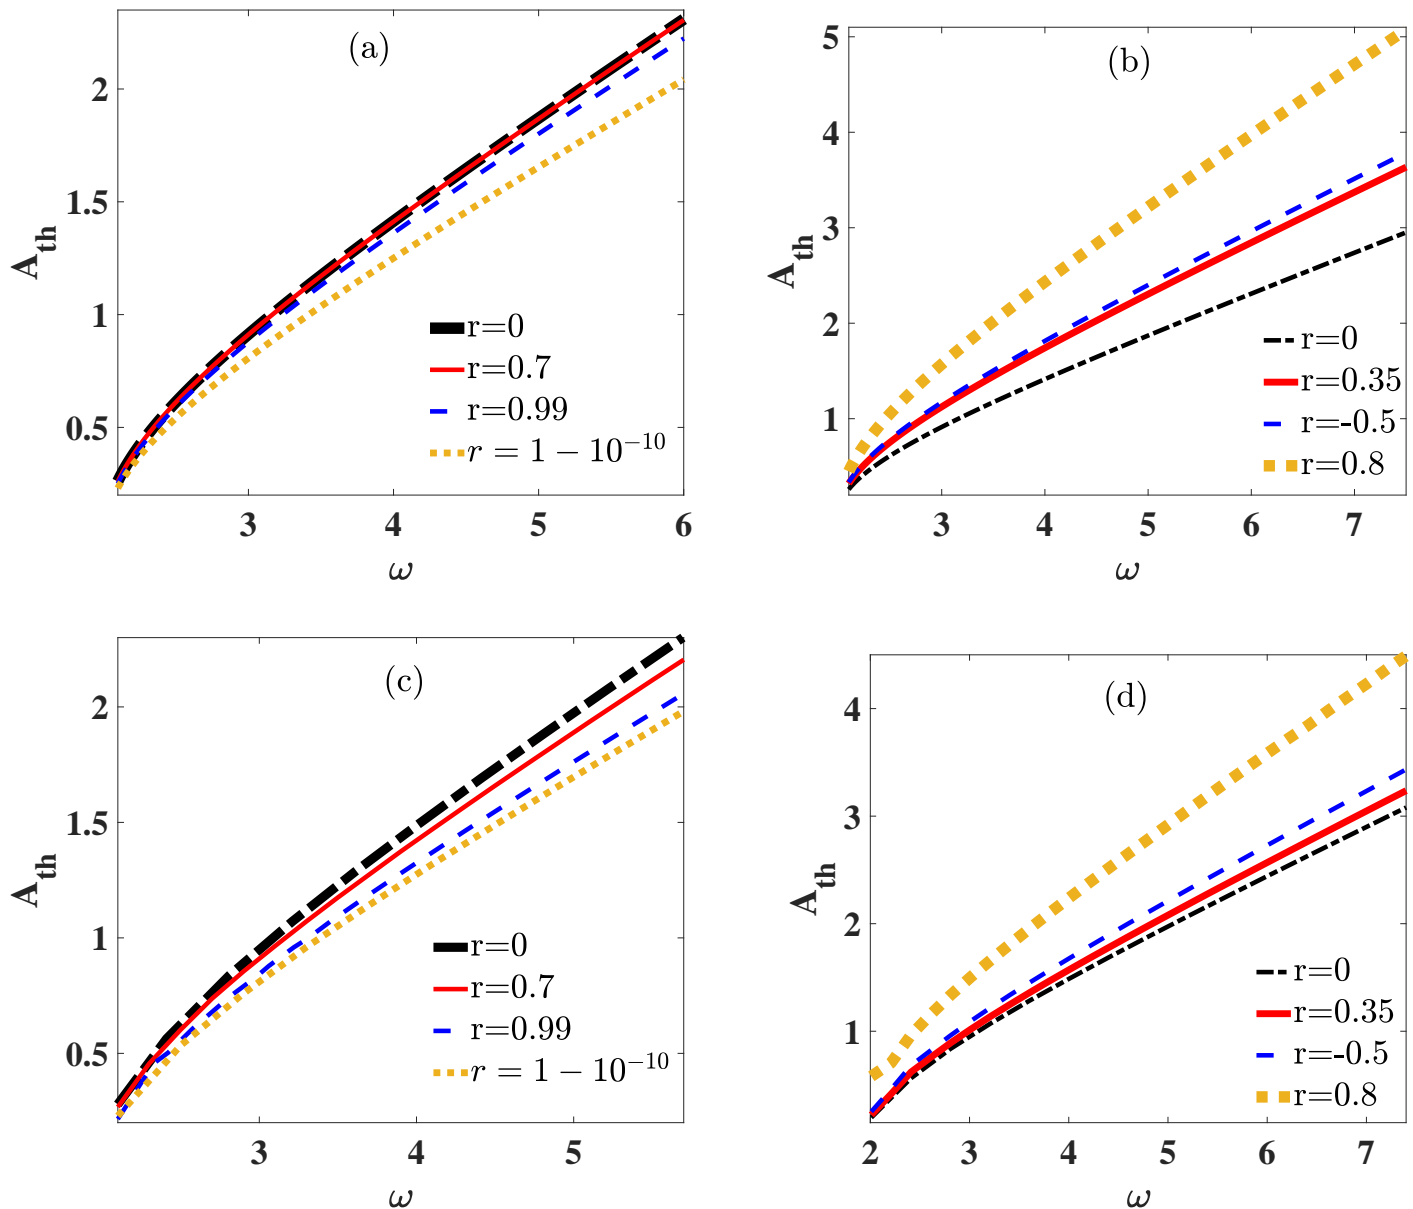 (a)
2
1.5
1
0.5
A_th
r=0
r=0.7
r=0.99
r = 1 − 10^{−10}
3 4 5 6
ω
(b)
5
4
3
2
1
A_th
r=0
r=0.35
r=-0.5
r=0.8
3 4 5 6 7
ω
(c)
2
1.5
1
0.5
A_th
r=0
r=0.7
r=0.99
r = 1 − 10^{−10}
3 4 5
ω
(d)
4
3
2
1
A_th
r=0
r=0.35
r=-0.5
r=0.8
2 3 4 5 6 7
ω